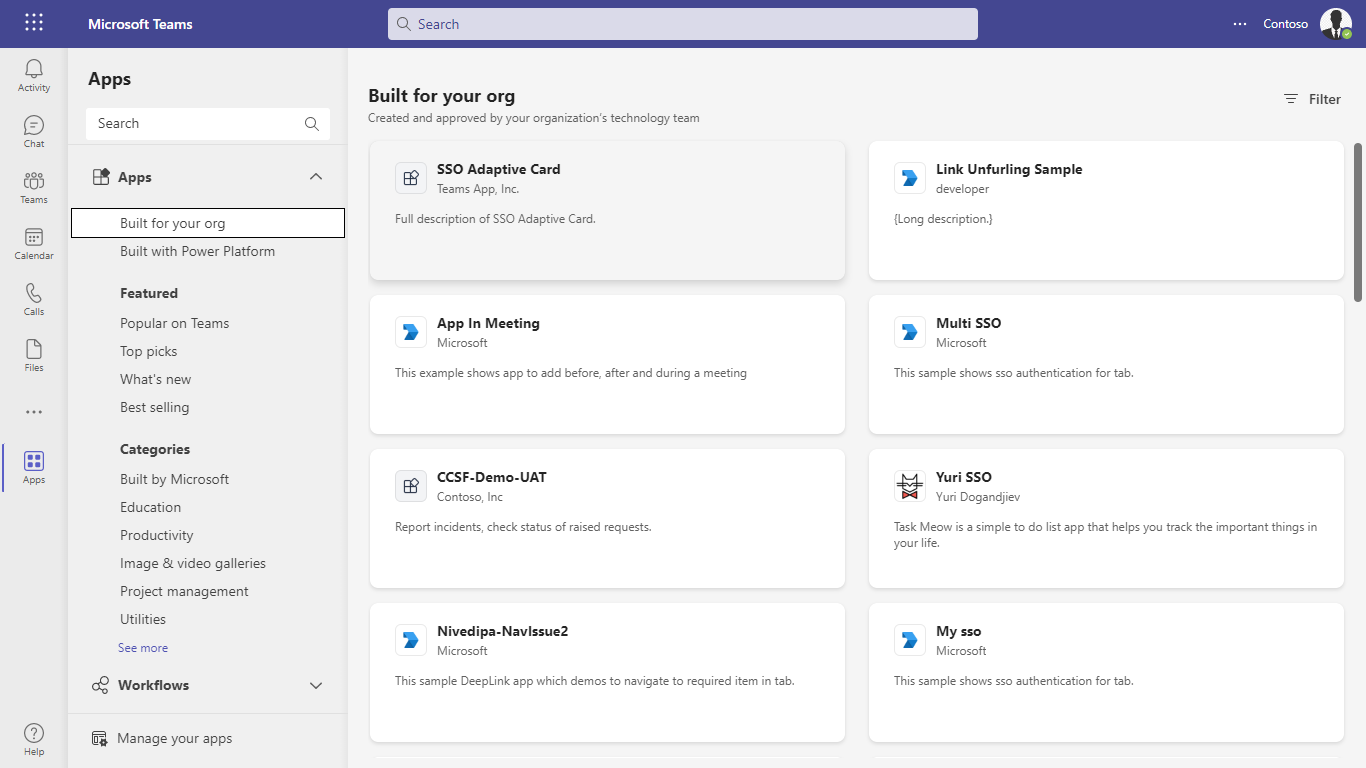 Microsoft Teams
Search
Contoso
Activity
Chat
Teams
Calendar
Calls
Files
Apps
Help
Apps
Search
Apps
Built for your org
Built with Power Platform
Featured
Popular on Teams
Top picks
What's new
Best selling
Categories
Built by Microsoft
Education
Productivity
Image & video galleries
Project management
Utilities
See more
Workflows
Manage your apps
Built for your org
Created and approved by your organization's technology team
Filter
SSO Adaptive Card
Teams App, Inc.
Full description of SSO Adaptive Card.
Link Unfurling Sample
developer
{Long description.}
App In Meeting
Microsoft
This example shows app to add before, after and during a meeting
Multi SSO
Microsoft
This sample shows sso authentication for tab.
CCSF-Demo-UAT
Contoso, Inc
Report incidents, check status of raised requests.
Yuri SSO
Yuri Dogandjiev
Task Meow is a simple to do list app that helps you track the important things in
your life.
Nivedipa-NavIssue2
Microsoft
This sample DeepLink app which demos to navigate to required item in tab.
My sso
Microsoft
This sample shows sso authentication for tab.